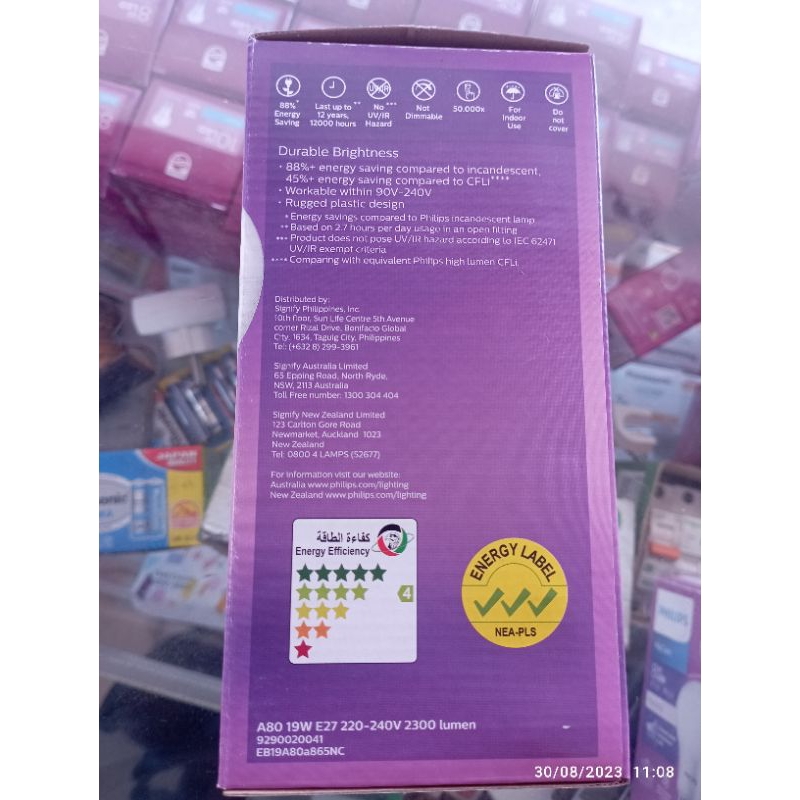 88%*
Energy
Saving
Last up to **
12 years,
12000 hours
No ***
UV/IR
Hazard
Not
Dimmable
50.000x
For
Indoor
Use
Do
not
cover
Durable Brightness
• 88%+ energy saving compared to incandescent,
45%+ energy saving compared to CFLi****
• Workable within 90V-240V
• Rugged plastic design
* Energy savings compared to Philips incandescent lamp
** Based on 2.7 hours per day usage in an open fitting
*** Product does not pose UV/IR hazard according to IEC 62471
UV/IR exempt criteria
**** Comparing with equivalent Philips high lumen CFLi.
Distributed by:
Signify Philippines, Inc.
10th floor, Sun Life Centre 5th Avenue
corner Rizal Drive, Bonifacio Global
City, 1634, Taguig City, Philippines
Tel: (+632 8) 299-3961
Signify Australia Limited
65 Epping Road, North Ryde,
NSW, 2113 Australia
Toll Free number: 1300 304 404
Signify New Zealand Limited
123 Carlton Gore Road
Newmarket, Auckland 1023
New Zealand
Tel: 0800 4 LAMPS (52677)
For information visit our website:
Australia www.philips.com/lighting
New Zealand www.philips.com/lighting
كفاءة الطاقة
Energy Efficiency
4
ENERGY LABEL
NEA-PLS
A80 19W E27 220-240V 2300 lumen
9290020041
EB19A80a865NC
PHILIPS
30/08/2023 11:08